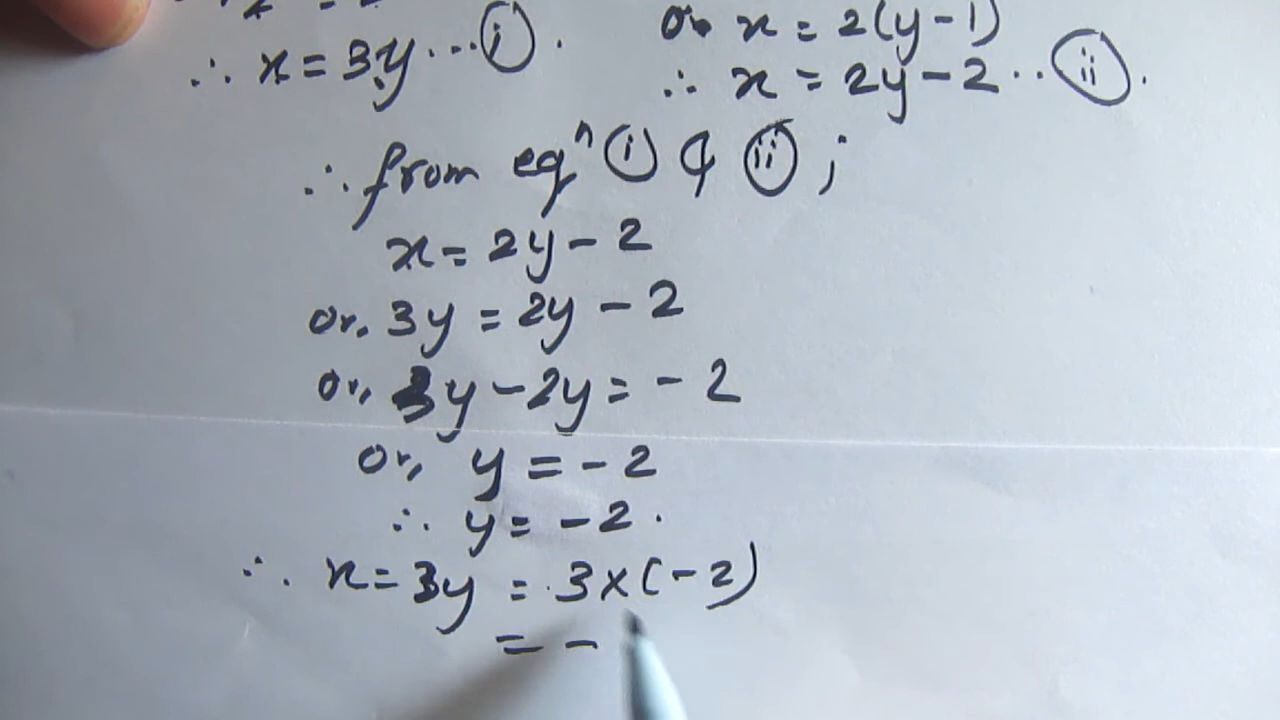 ∴ x = 3y ... (i) .
or x = 2(y-1)
∴ x = 2y - 2 .. (ii) .
∴ from eqⁿ (i) & (ii) ;
x = 2y - 2
or, 3y = 2y - 2
or, 3y - 2y = - 2
or, y = - 2
∴ y = - 2 .
∴ x = 3y = 3 × (-2)
= -